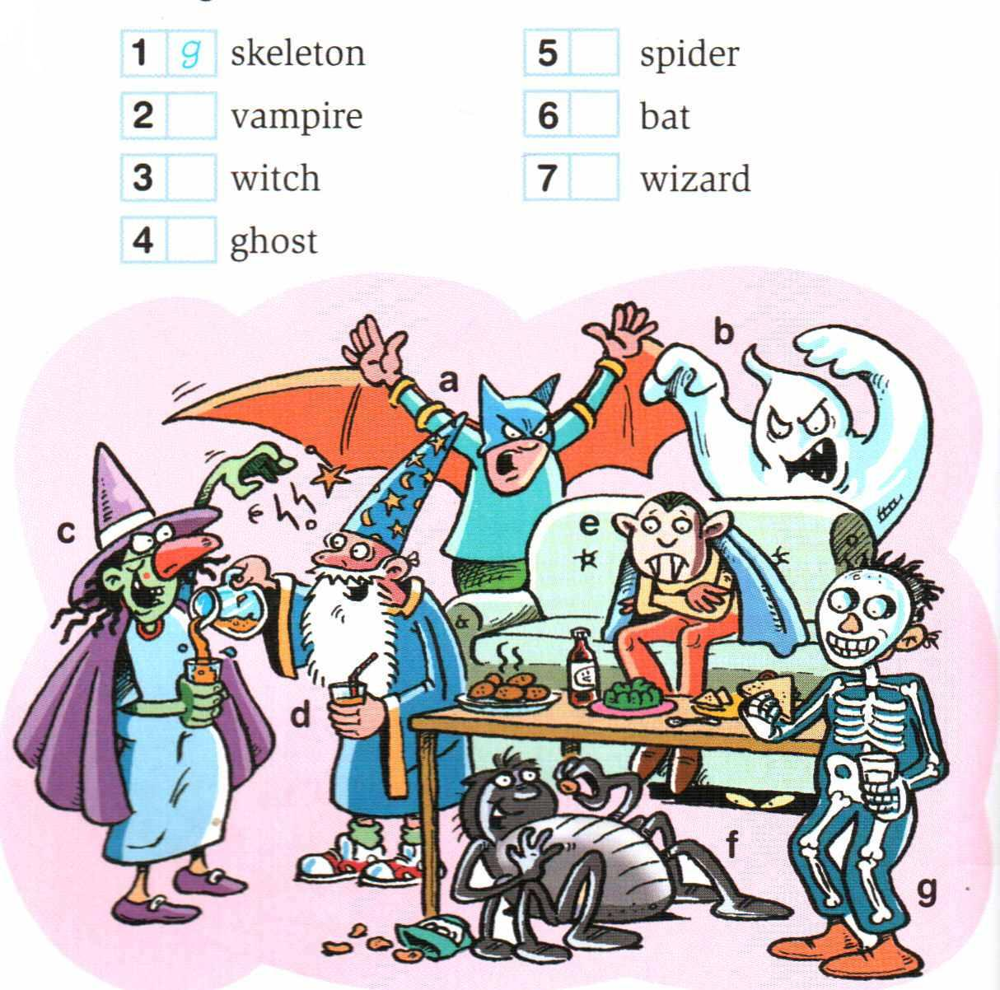 1 g skeleton
2 vampire
3 witch
4 ghost
5 spider
6 bat
7 wizard
a
b
c
e
d
f
g